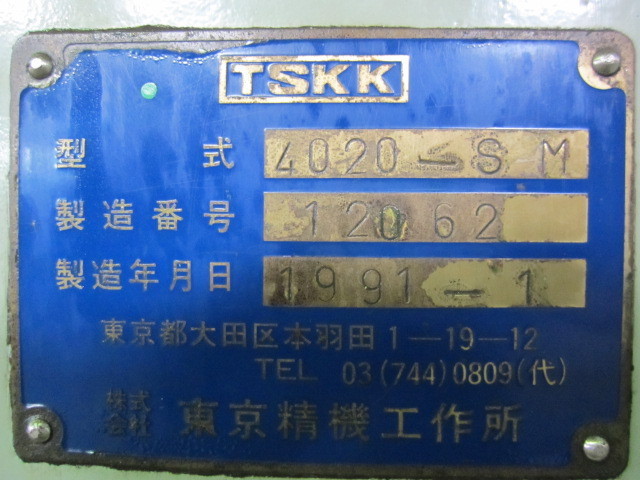 TSKK
型式 4020-SM
製造番号 12062
製造年月日 1991-1
東京都大田区本羽田1-19-12
TEL 03(744)0809(代)
株式会社 東京精機工作所